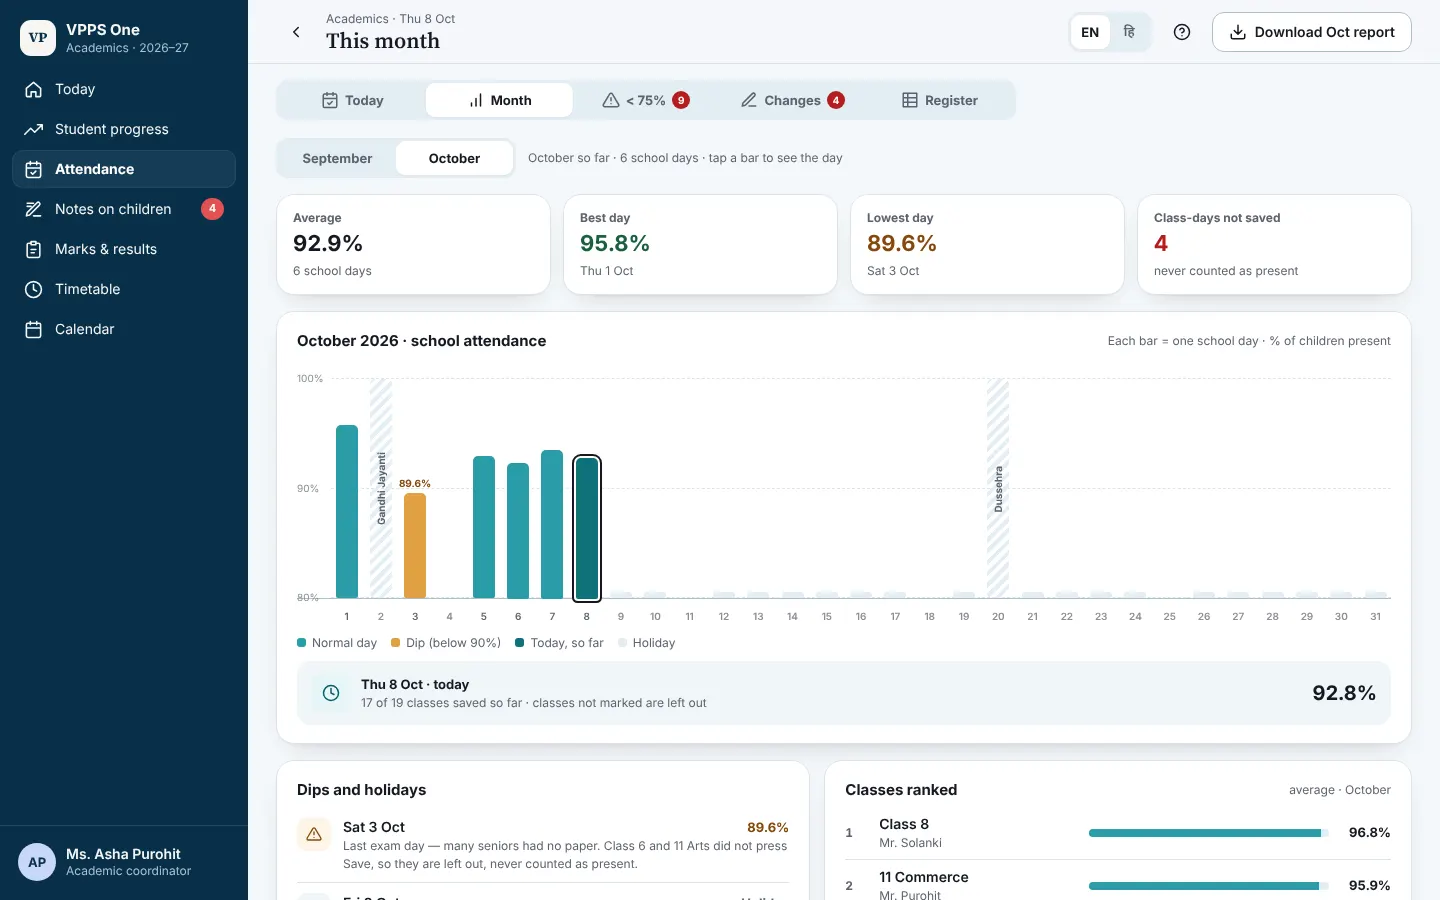 VP
VPPS One
Academics · 2026–27
Today
Student progress
Attendance
Notes on children 4
Marks & results
Timetable
Calendar
AP
Ms. Asha Purohit
Academic coordinator
Academics · Thu 8 Oct
This month
EN हि
Download Oct report
Today
Month
< 75% 9
Changes 4
Register
September
October
October so far · 6 school days · tap a bar to see the day
Average
92.9%
6 school days
Best day
95.8%
Thu 1 Oct
Lowest day
89.6%
Sat 3 Oct
Class-days not saved
4
never counted as present
October 2026 · school attendance
Each bar = one school day · % of children present
100%
90%
80%
Gandhi Jayanti
89.6%
Dussehra
1 2 3 4 5 6 7 8 9 10 11 12 13 14 15 16 17 18 19 20 21 22 23 24 25 26 27 28 29 30 31
Normal day
Dip (below 90%)
Today, so far
Holiday
Thu 8 Oct · today
17 of 19 classes saved so far · classes not marked are left out
92.8%
Dips and holidays
Sat 3 Oct
89.6%
Last exam day — many seniors had no paper. Class 6 and 11 Arts did not press
Save, so they are left out, never counted as present.
Classes ranked
average · October
1
Class 8
Mr. Solanki
96.8%
2
11 Commerce
Mr. Purohit
95.9%